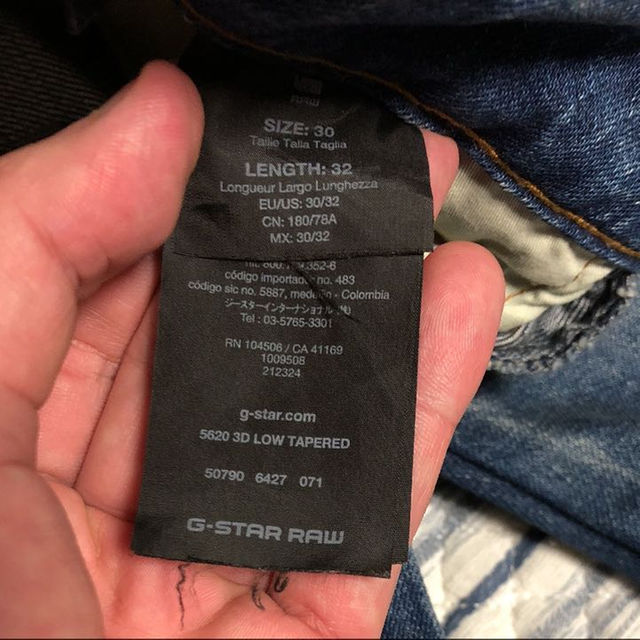 RAW
SIZE: 30
Taille Talla Taglia
LENGTH: 32
Longueur Largo Lunghezza
EU/US: 30/32
CN: 180/78A
MX: 30/32
código importador no. 483
código sic no. 5887, medellin - Colombia
ジースターインターナショナル（株）
Tel : 03-5765-3301
RN 104506 / CA 41169
1009508
212324
g-star.com
5620 3D LOW TAPERED
50790 6427 071
G-STAR RAW